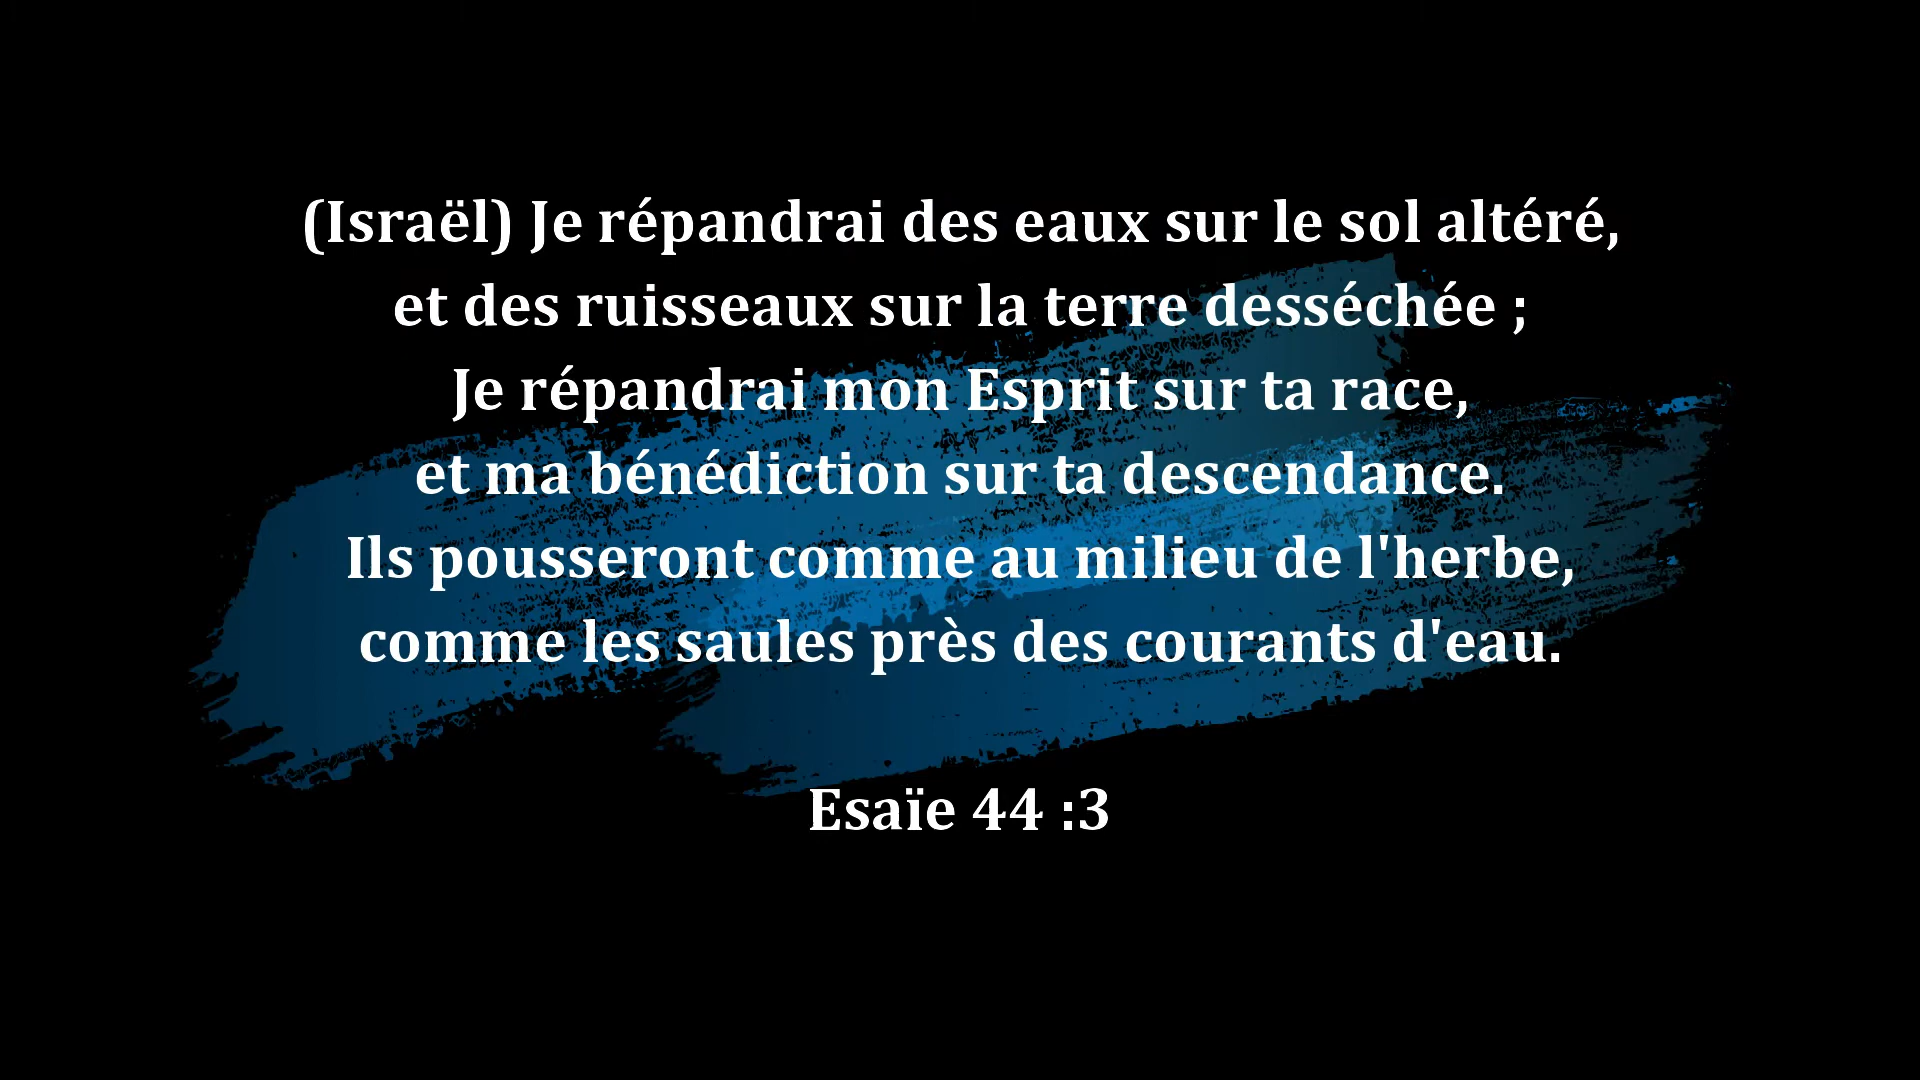 (Israël) Je répandrai des eaux sur le sol altéré,
et des ruisseaux sur la terre desséchée ;
Je répandrai mon Esprit sur ta race,
et ma bénédiction sur ta descendance.
Ils pousseront comme au milieu de l'herbe,
comme les saules près des courants d'eau.
Esaïe 44 :3